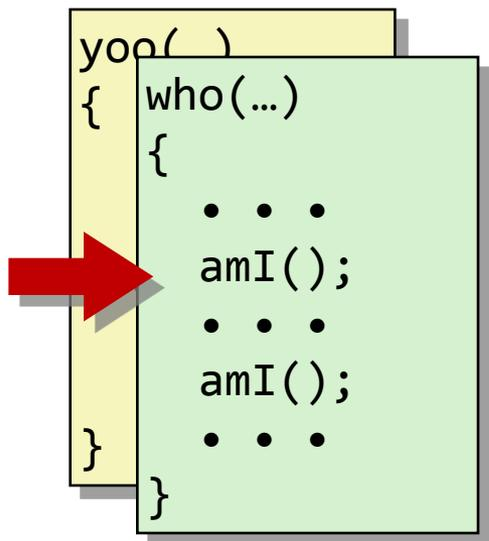 yoo( )
{
}
who(…)
{
• • •
amI();
• • •
amI();
• • •
}